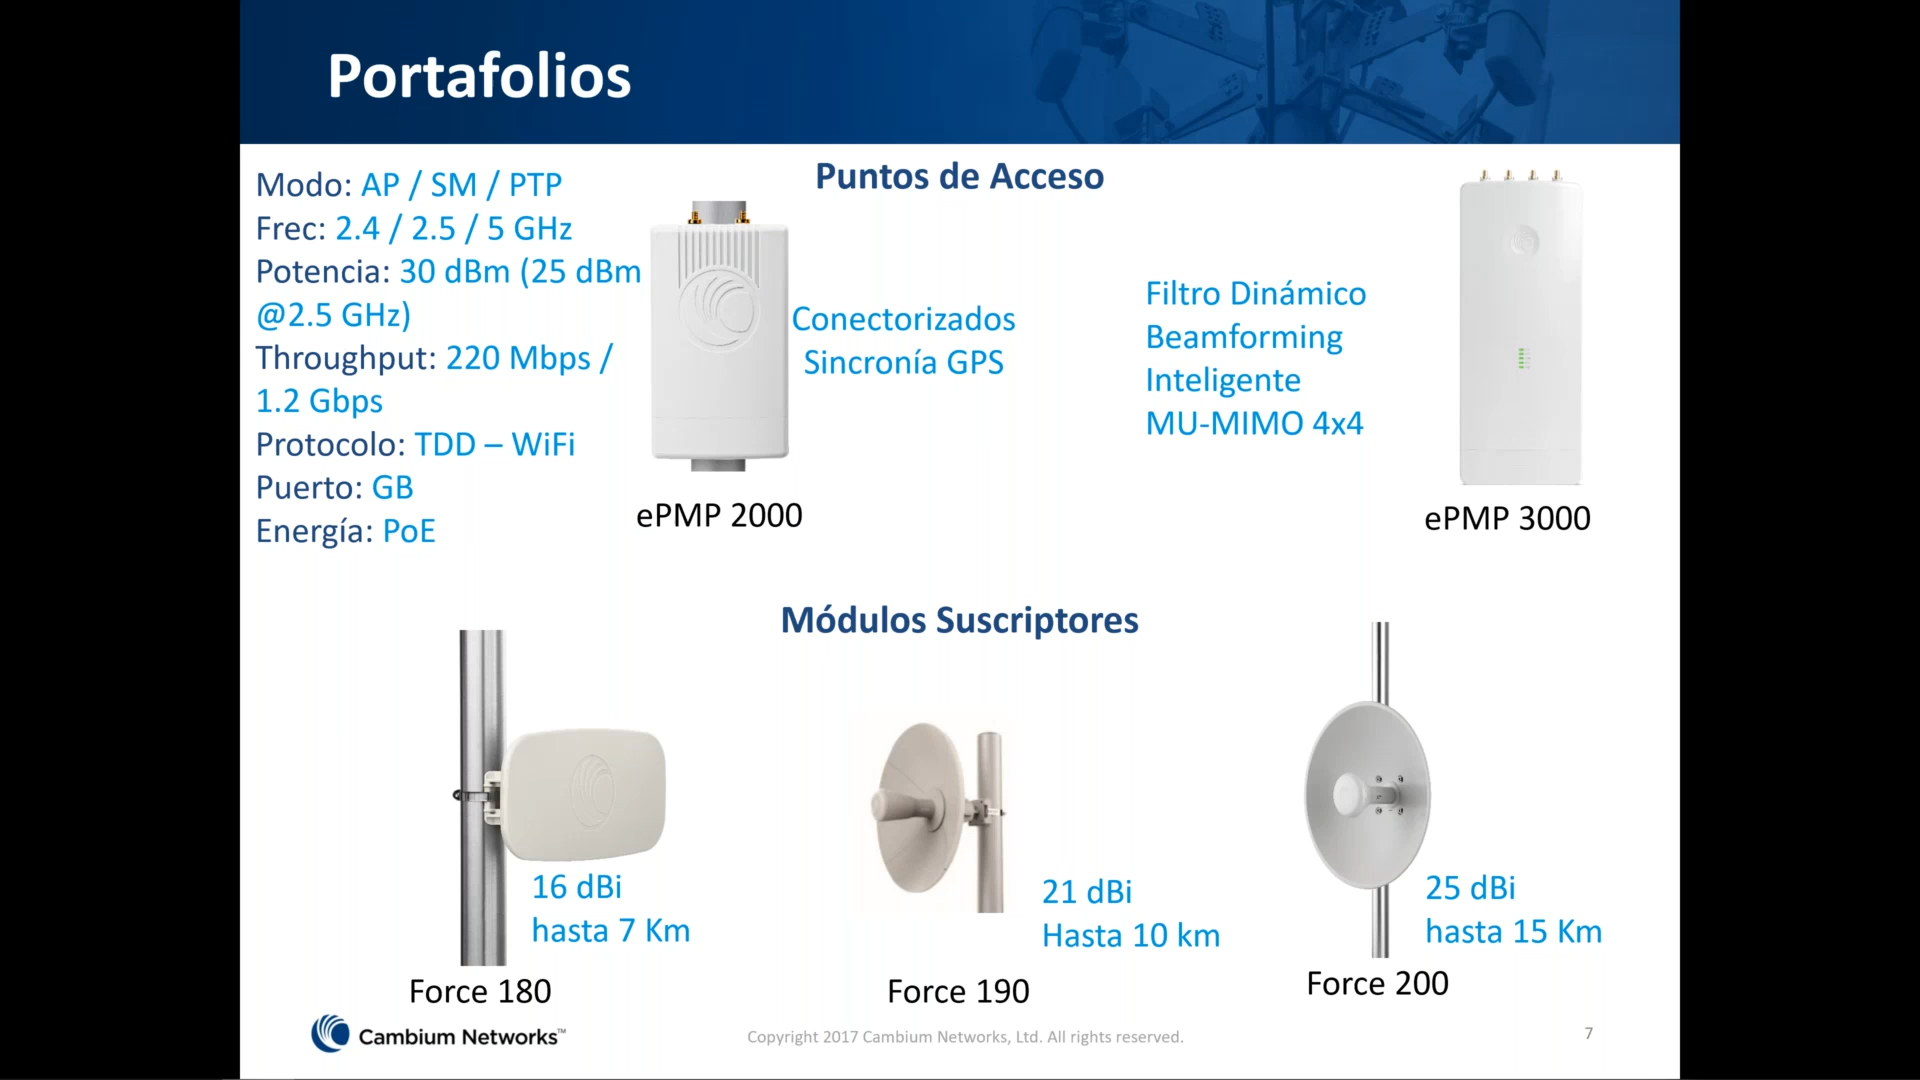 Portafolios
Puntos de Acceso
Modo: AP / SM / PTP
Frec: 2.4 / 2.5 / 5 GHz
Potencia: 30 dBm (25 dBm
@2.5 GHz)
Throughput: 220 Mbps /
1.2 Gbps
Protocolo: TDD – WiFi
Puerto: GB
Energía: PoE
Conectorizados
Sincronía GPS
ePMP 2000
Filtro Dinámico
Beamforming
Inteligente
MU-MIMO 4x4
ePMP 3000
Módulos Suscriptores
16 dBi
hasta 7 Km
Force 180
21 dBi
Hasta 10 km
Force 190
25 dBi
hasta 15 Km
Force 200
Cambium Networks™
Copyright 2017 Cambium Networks, Ltd. All rights reserved.
7